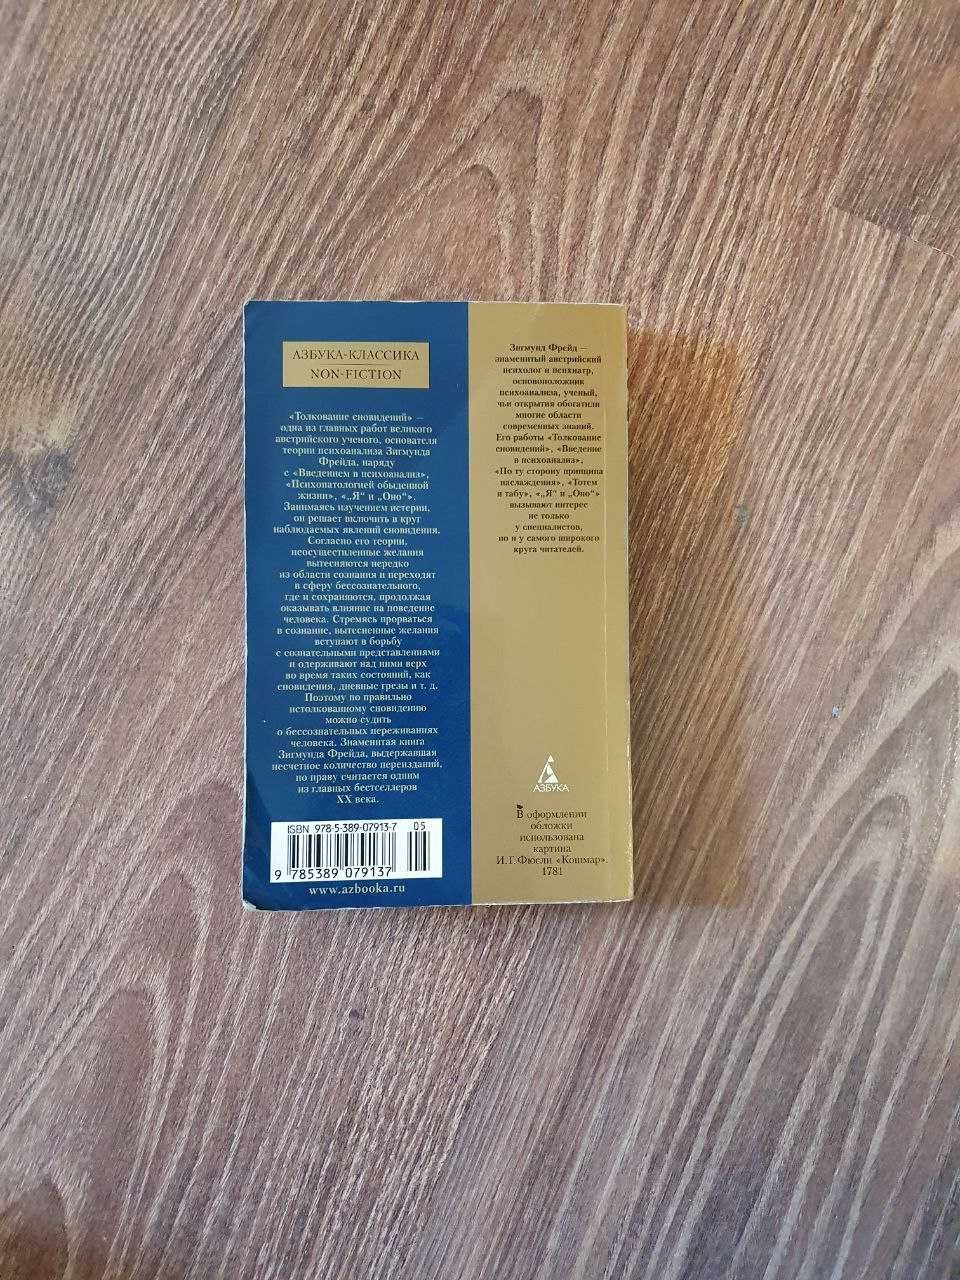 АЗБУКА-КЛАССИКА
NON-FICTION
«Толкование сновидений» —
одна из главных работ великого
австрийского ученого, основателя
теории психоанализа Зигмунда
Фрейда, наряду
с «Введением в психоанализ»,
«Психопатологией обыденной
жизни», «„Я“ и „Оно“».
Занимаясь изучением истерии,
он решает включить в круг
наблюдаемых явлений сновидения.
Согласно его теории,
неосуществленные желания
вытесняются нередко
из области сознания и переходят
в сферу бессознательного,
где и сохраняются, продолжая
оказывать влияние на поведение
человека. Стремясь прорваться
в сознание, вытесненные желания
вступают в борьбу
с сознательными представлениями
и одерживают над ними верх
во время таких состояний, как
сновидения, дневные грезы и т. д.
Поэтому по правильно
истолкованному сновидению
можно судить
о бессознательных переживаниях
человека. Знаменитая книга
Зигмунда Фрейда, выдержавшая
несчетное количество переизданий,
по праву считается одним
из главных бестселлеров
XX века.
ISBN 978-5-389-07913-7 05
9 785389 079137
www.azbooka.ru
Зигмунд Фрейд —
знаменитый австрийский
психолог и психиатр,
основоположник
психоанализа, ученый,
чьи открытия обогатили
многие области
современных знаний.
Его работы «Толкование
сновидений», «Введение
в психоанализ»,
«По ту сторону принципа
наслаждения», «Тотем
и табу», «„Я“ и „Оно“»
вызывают интерес
не только
у специалистов,
но и у самого широкого
круга читателей.
АЗБУКА
В оформлении
обложки
использована
картина
И. Г. Фюсли «Кошмар».
1781